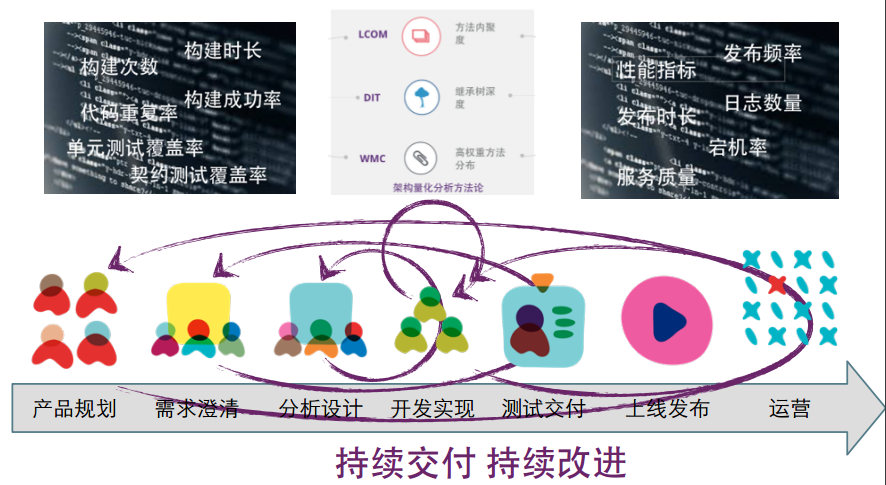 构建时长
构建次数
构建成功率
代码重复率
单元测试覆盖率
契约测试覆盖率
LCOM
方法内聚
度
DIT
继承树深
度
WMC
高权重方法
分布
架构量化分析方法论
发布频率
性能指标
日志数量
发布时长
宕机率
服务质量
产品规划
需求澄清
分析设计
开发实现
测试交付
上线发布
运营
持续交付 持续改进